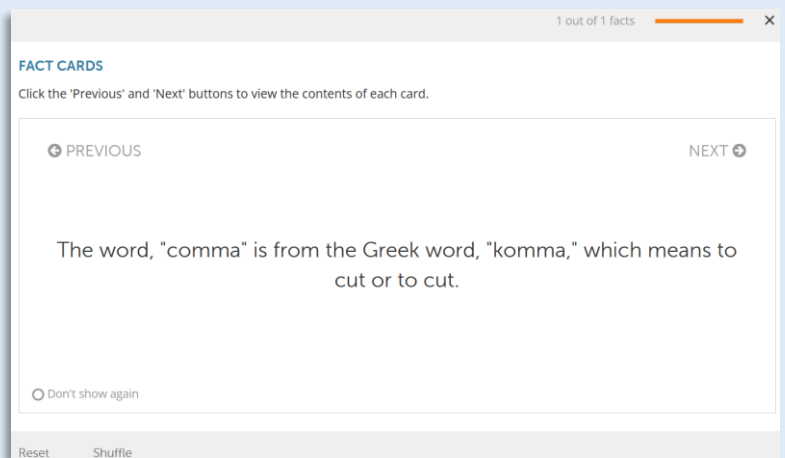 1 out of 1 facts
FACT CARDS
Click the 'Previous' and 'Next' buttons to view the contents of each card.
PREVIOUS
NEXT
The word, "comma" is from the Greek word, "komma," which means to
cut or to cut.
Don't show again
Reset
Shuffle